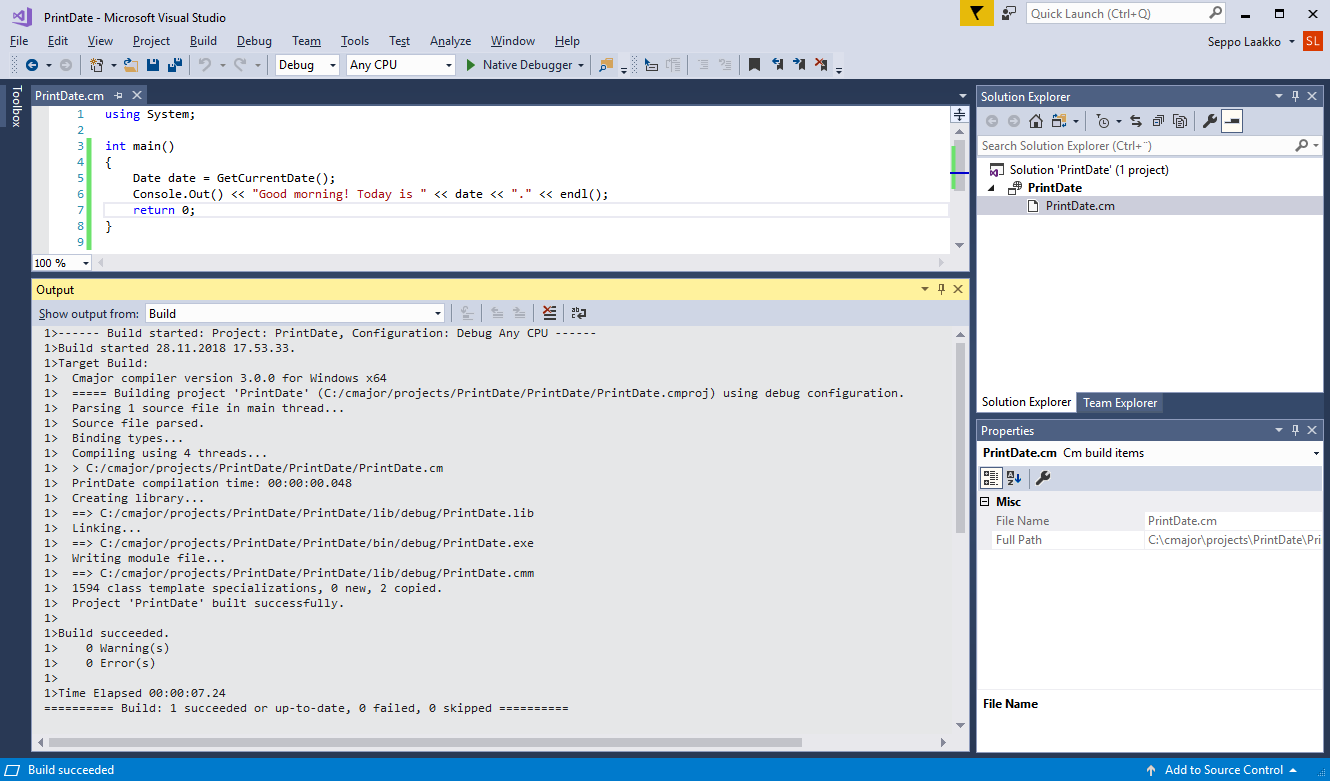 PrintDate - Microsoft Visual Studio
Quick Launch (Ctrl+Q)
File Edit View Project Build Debug Team Tools Test Analyze Window Help
Seppo Laakko SL
Debug Any CPU Native Debugger
Toolbox
PrintDate.cm
1 using System;
2
3 int main()
4 {
5 Date date = GetCurrentDate();
6 Console.Out() << "Good morning! Today is " << date << "." << endl();
7 return 0;
8 }
9
100 %
Output
Show output from: Build
1>------ Build started: Project: PrintDate, Configuration: Debug Any CPU ------
1>Build started 28.11.2018 17.53.33.
1>Target Build:
1> Cmajor compiler version 3.0.0 for Windows x64
1> ===== Building project 'PrintDate' (C:/cmajor/projects/PrintDate/PrintDate/PrintDate.cmproj) using debug configuration.
1> Parsing 1 source file in main thread...
1> Source file parsed.
1> Binding types...
1> Compiling using 4 threads...
1> > C:/cmajor/projects/PrintDate/PrintDate/PrintDate.cm
1> PrintDate compilation time: 00:00:00.048
1> Creating library...
1> ==> C:/cmajor/projects/PrintDate/PrintDate/lib/debug/PrintDate.lib
1> Linking...
1> ==> C:/cmajor/projects/PrintDate/PrintDate/bin/debug/PrintDate.exe
1> Writing module file...
1> ==> C:/cmajor/projects/PrintDate/PrintDate/lib/debug/PrintDate.cmm
1> 1594 class template specializations, 0 new, 2 copied.
1> Project 'PrintDate' built successfully.
1>
1>Build succeeded.
1> 0 Warning(s)
1> 0 Error(s)
1>
1>Time Elapsed 00:00:07.24
========== Build: 1 succeeded or up-to-date, 0 failed, 0 skipped ==========
Solution Explorer
Search Solution Explorer (Ctrl+¨)
Solution 'PrintDate' (1 project)
PrintDate
PrintDate.cm
Solution Explorer Team Explorer
Properties
PrintDate.cm Cm build items
Misc
File Name PrintDate.cm
Full Path C:\cmajor\projects\PrintDate\Pri
File Name
Build succeeded
Add to Source Control